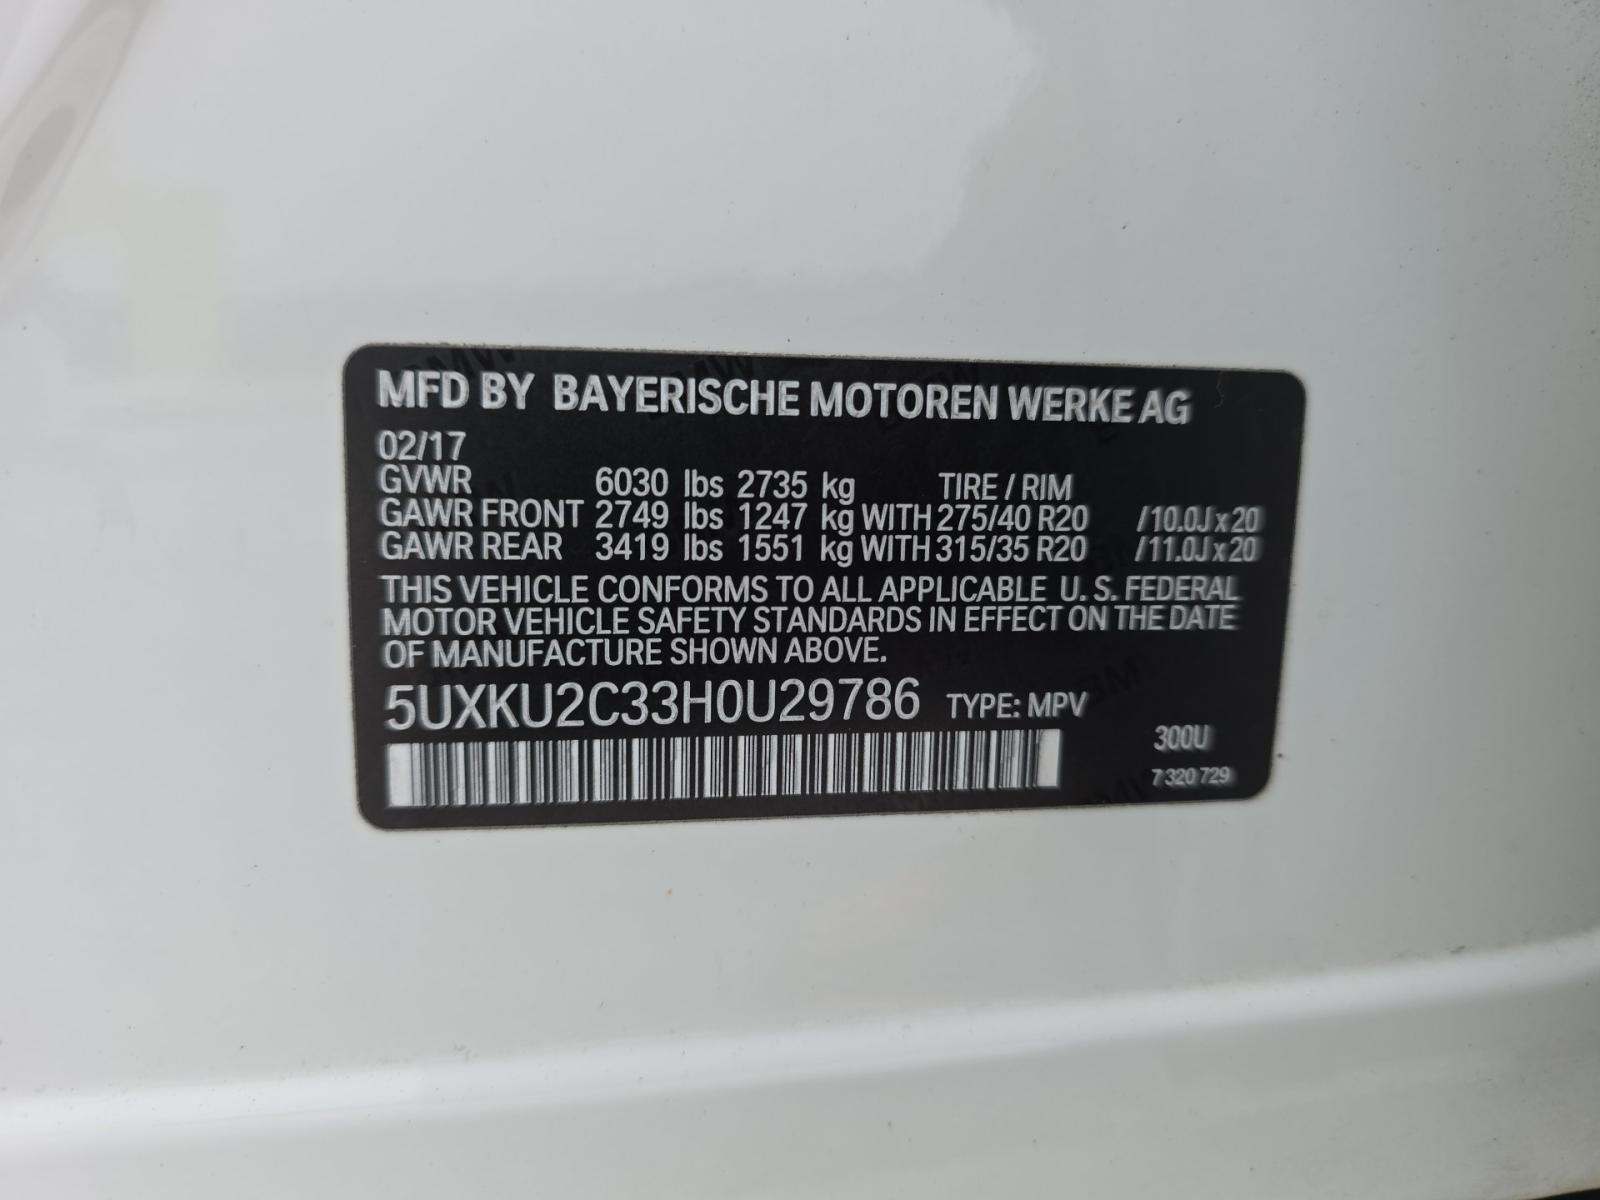 MFD BY BAYERISCHE MOTOREN WERKE AG
02/17
GVWR 6030 lbs 2735 kg TIRE / RIM
GAWR FRONT 2749 lbs 1247 kg WITH 275/40 R20 /10.0J x 20
GAWR REAR 3419 lbs 1551 kg WITH 315/35 R20 /11.0J x 20
THIS VEHICLE CONFORMS TO ALL APPLICABLE U. S. FEDERAL
MOTOR VEHICLE SAFETY STANDARDS IN EFFECT ON THE DATE
OF MANUFACTURE SHOWN ABOVE.
5UXKU2C33H0U29786 TYPE: MPV
300U
7 320 729